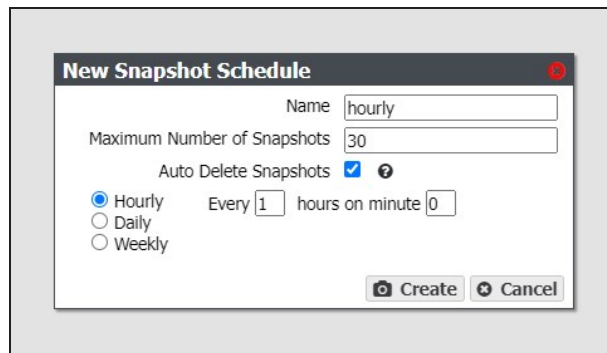 New Snapshot Schedule
Name hourly
Maximum Number of Snapshots 30
Auto Delete Snapshots
Hourly Every 1 hours on minute 0
Daily
Weekly
Create Cancel